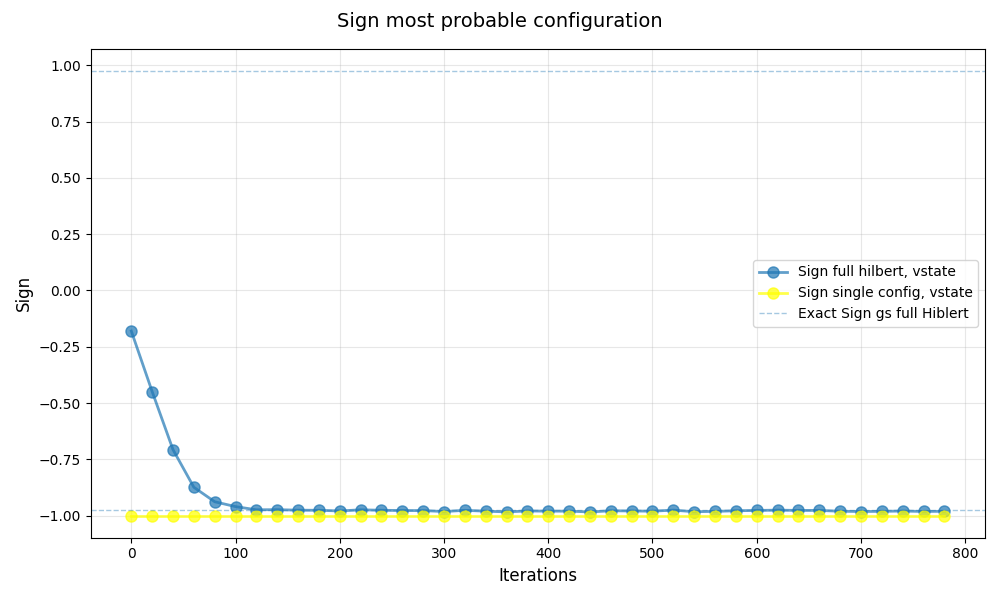 Sign most probable configuration
Sign
1.00
0.75
0.50
0.25
0.00
−0.25
−0.50
−0.75
−1.00
Sign full hilbert, vstate
Sign single config, vstate
Exact Sign gs full Hiblert
0 100 200 300 400 500 600 700 800
Iterations